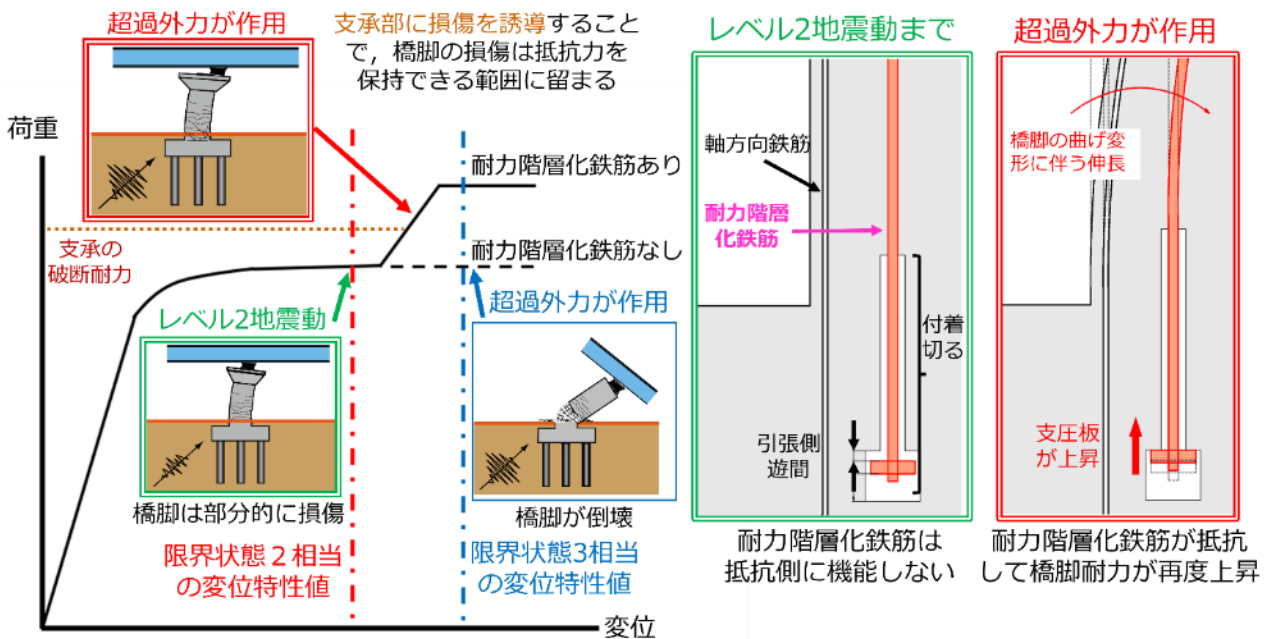 超過外力が作用
支承部に損傷を誘導すること
で，橋脚の損傷は抵抗力を
保持できる範囲に留まる
荷重
耐力階層化鉄筋あり
支承の
破断耐力
耐力階層化鉄筋なし
レベル2地震動
超過外力が作用
橋脚は部分的に損傷
橋脚が倒壊
限界状態２相当
の変位特性値
限界状態3相当
の変位特性値
変位
レベル2地震動まで
軸方向鉄筋
耐力階層
化鉄筋
付着
切る
引張側
遊間
耐力階層化鉄筋は
抵抗側に機能しない
超過外力が作用
橋脚の曲げ変
形に伴う伸長
支圧板
が上昇
耐力階層化鉄筋が抵抗
して橋脚耐力が再度上昇